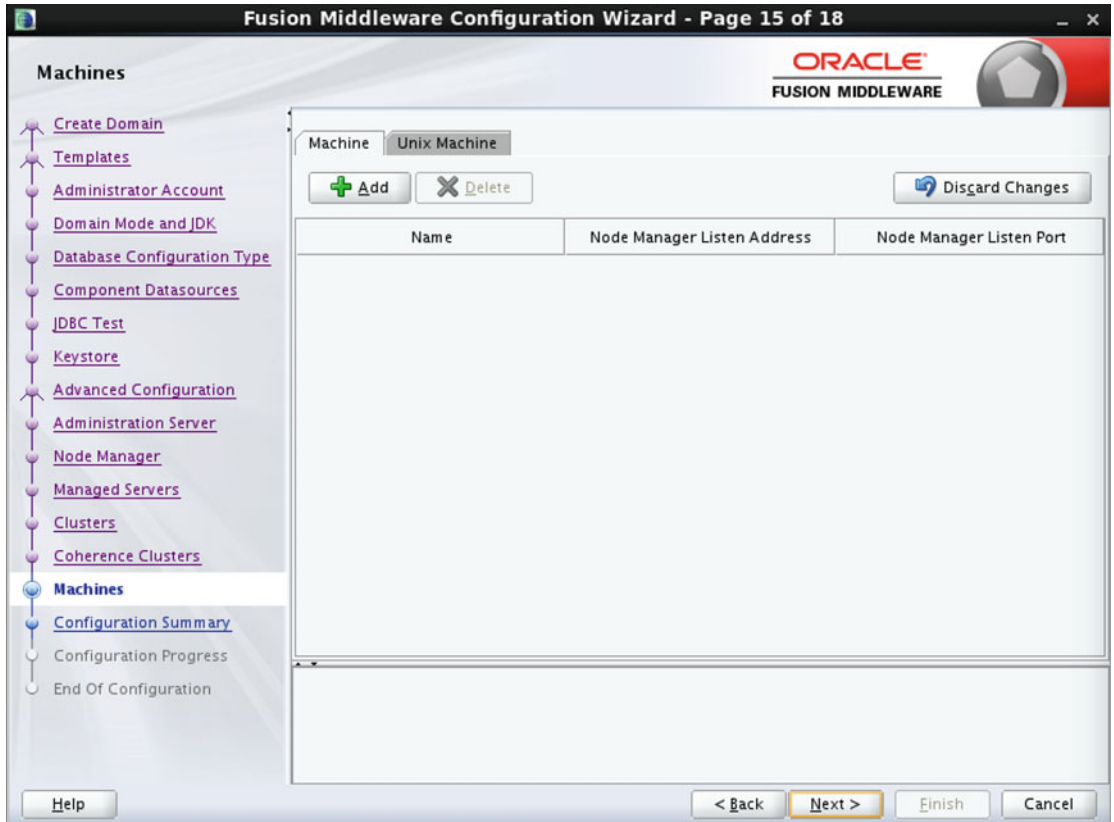 Fusion Middleware Configuration Wizard - Page 15 of 18
Machines
ORACLE
FUSION MIDDLEWARE
Create Domain
Templates
Administrator Account
Domain Mode and JDK
Database Configuration Type
Component Datasources
JDBC Test
Keystore
Advanced Configuration
Administration Server
Node Manager
Managed Servers
Clusters
Coherence Clusters
Machines
Configuration Summary
Configuration Progress
End Of Configuration
Machine Unix Machine
Add Delete Discard Changes
Name Node Manager Listen Address Node Manager Listen Port
Help < Back Next > Finish Cancel